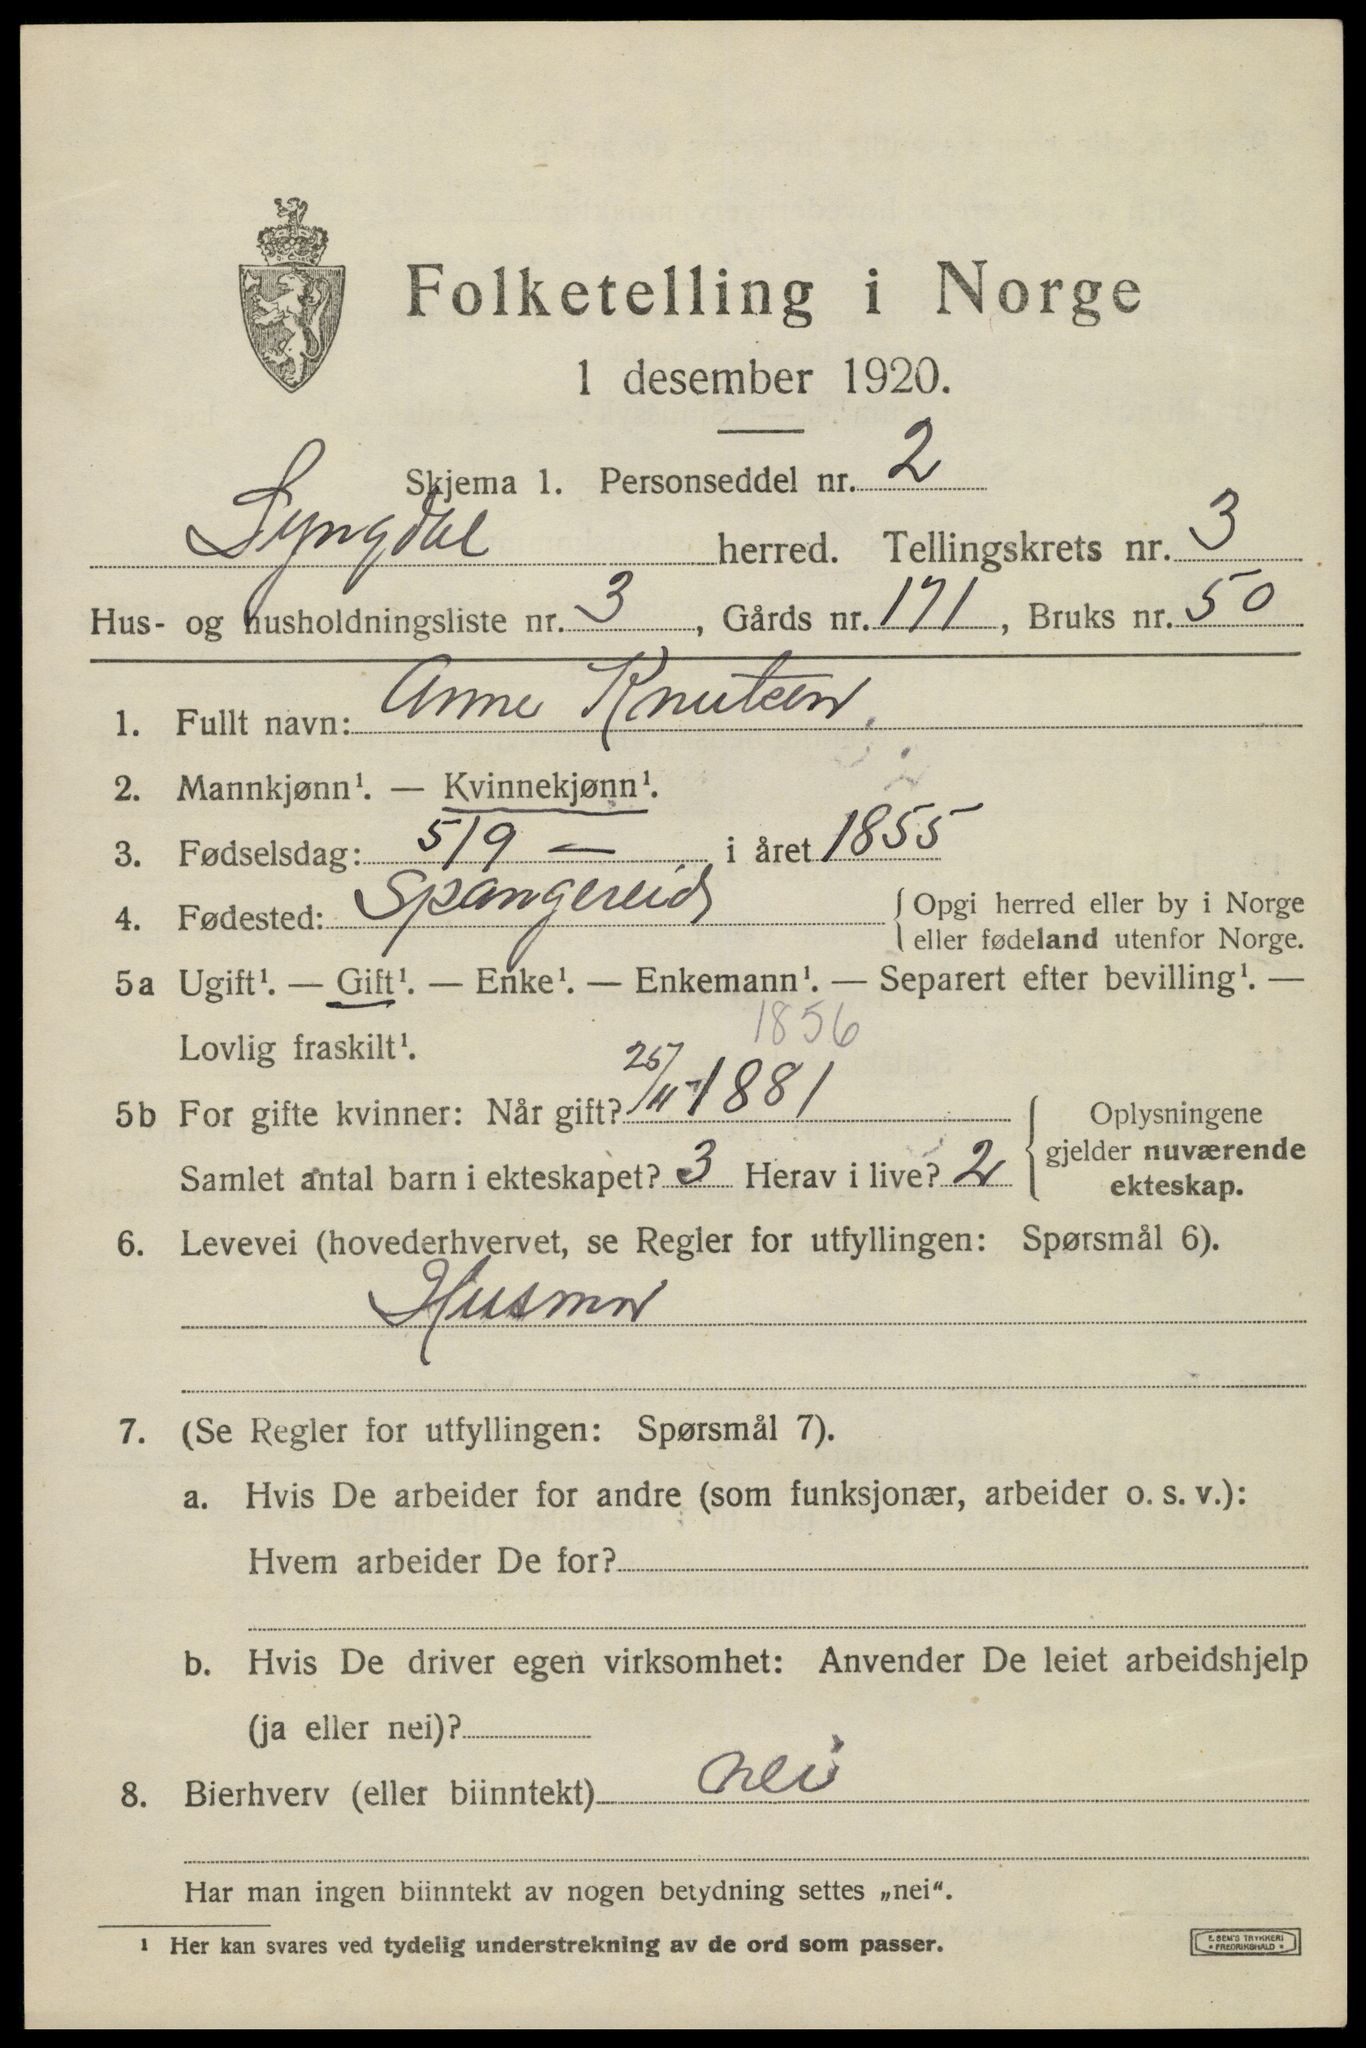 Folketelling i Norge
1 desember 1920.
Skjema 1. Personseddel nr. 2
Lyngdal herred. Tellingskrets nr. 3
Hus- og husholdningsliste nr. 3, Gårds nr. 171, Bruks nr. 50
1. Fullt navn: Anne Knutsen
2. Mannkjønn¹. — Kvinnekjønn¹.
3. Fødselsdag: 5/9 — i året 1855
4. Fødested: Spangereid { Opgi herred eller by i Norge
eller fødeland utenfor Norge.
5a Ugift¹. — Gift¹. — Enke¹. — Enkemann¹. — Separert efter bevilling¹. —
Lovlig fraskilt¹. 1856
5b For gifte kvinner: Når gift? 25/11-1881 { Oplysningene
gjelder nuværende
ekteskap.
Samlet antal barn i ekteskapet? 3 Herav i live? 2
6. Levevei (hovederhvervet, se Regler for utfyllingen: Spørsmål 6).
Husmor
7. (Se Regler for utfyllingen: Spørsmål 7).
a. Hvis De arbeider for andre (som funksjonær, arbeider o. s. v.):
Hvem arbeider De for?
b. Hvis De driver egen virksomhet: Anvender De leiet arbeidshjelp
(ja eller nei)?
8. Bierhverv (eller biinntekt) nei
Har man ingen biinntekt av nogen betydning settes „nei“.
¹ Her kan svares ved tydelig understrekning av de ord som passer.
E. SEM'S TRYKKERI
* FREDRIKSHALD *